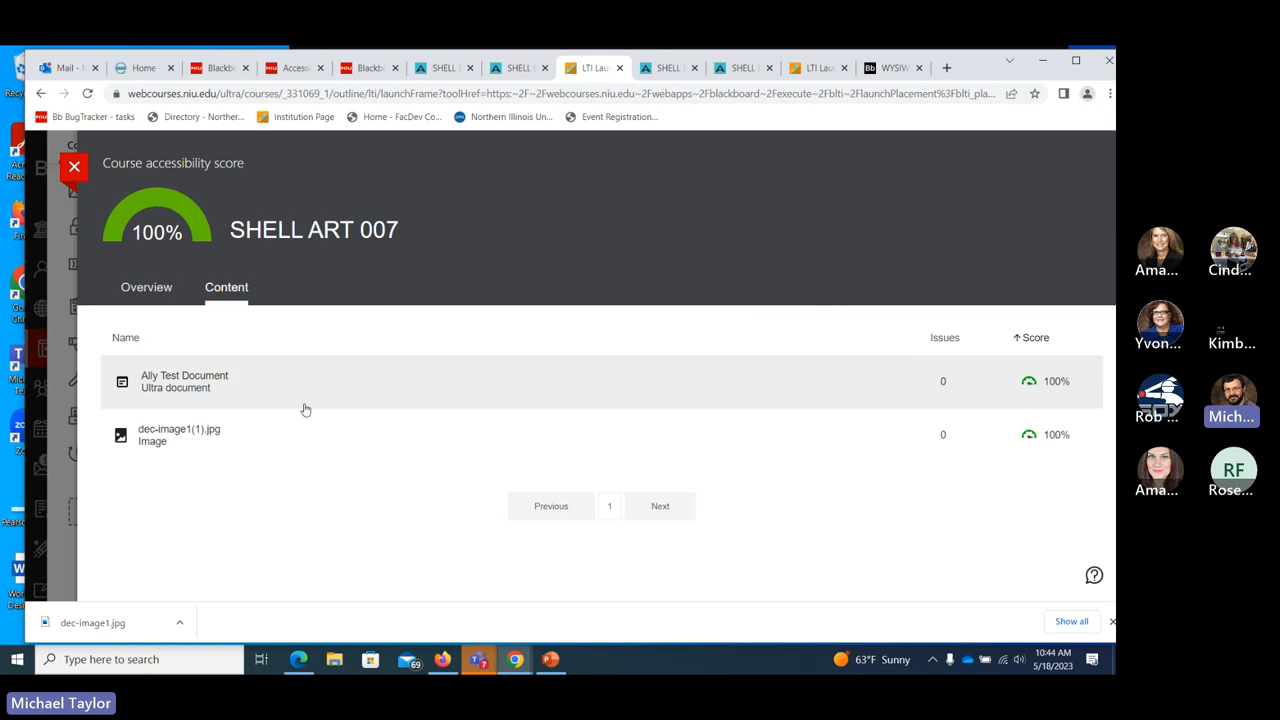 Mail -
Home
Blackb
Access
Blackb
SHELL
SHELL
LTI Lau
SHELL
SHELL
LTI Lau
WYSIW
webcourses.niu.edu/ultra/courses/_331069_1/outline/lti/launchFrame?toolHref=https:~2F~2Fwebcourses.niu.edu~2Fwebapps~2Fblackboard~2Fexecute~2Fblti~2FlaunchPlacement%3Fblti_pla...
NIU Bb BugTracker - tasks
Directory - Norther...
Institution Page
Home - FacDev Co...
Northern Illinois Un...
Event Registration...
Course accessibility score
100%
SHELL ART 007
Overview
Content
Name
Issues
Score
Ally Test Document
Ultra document
0
100%
dec-image1(1).jpg
Image
0
100%
Previous
1
Next
dec-image1.jpg
Show all
Type here to search
69
7
63°F Sunny
10:44 AM
5/18/2023
Ama...
Cind...
Yvon...
Kimb...
Rob ...
Mich...
Ama...
RF
Rose...
Michael Taylor